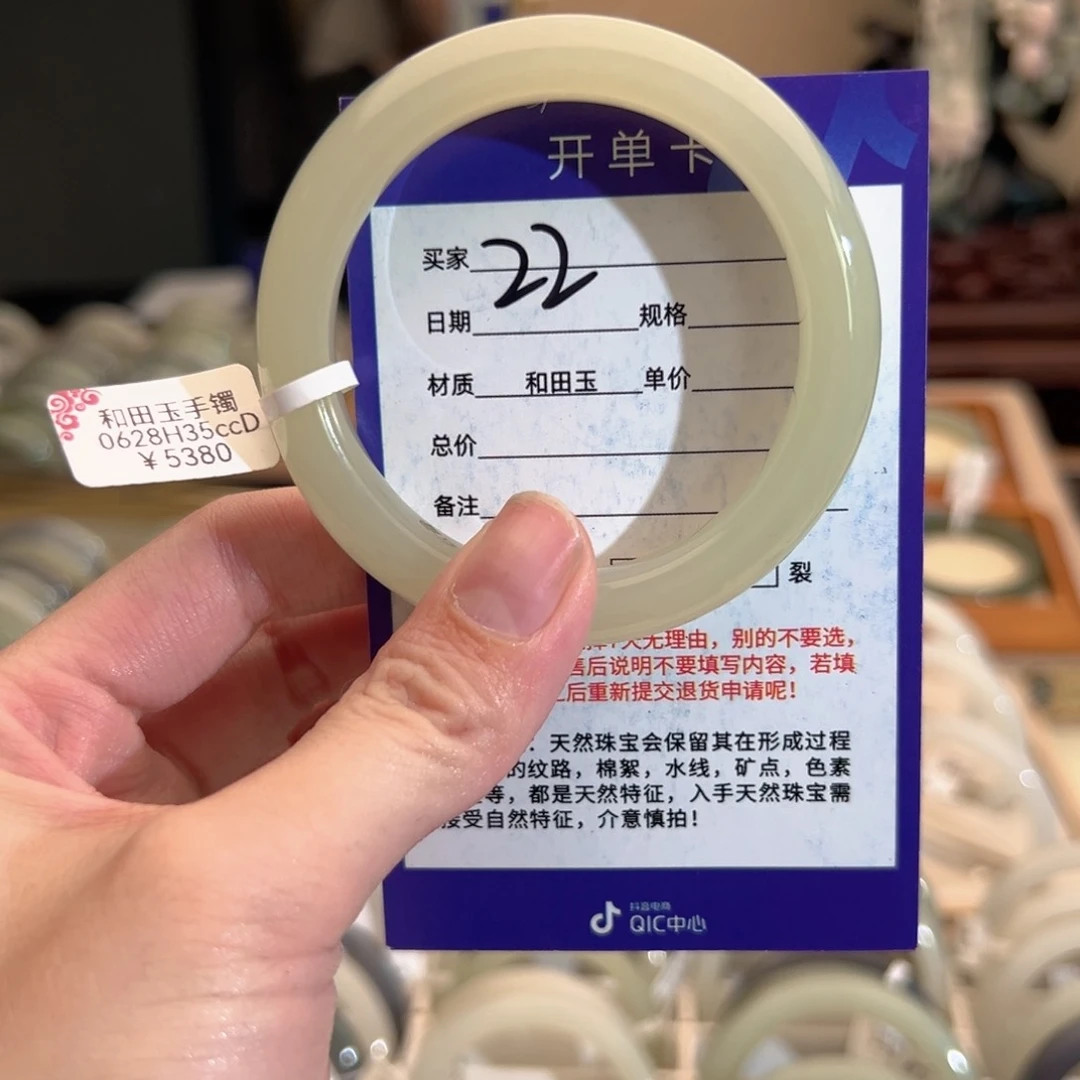 开单卡
买家 22
日期 规格
材质 和田玉 单价
总价
备注
裂
和田玉手镯
0628H35ccD
￥5380
天无理由，别的不要选，
售后说明不要填写内容，若填
后重新提交退货申请呢！
：天然珠宝会保留其在形成过程
的纹路，棉絮，水线，矿点，色素
等，都是天然特征，入手天然珠宝需
接受自然特征，介意慎拍！
抖音电商
QIC中心